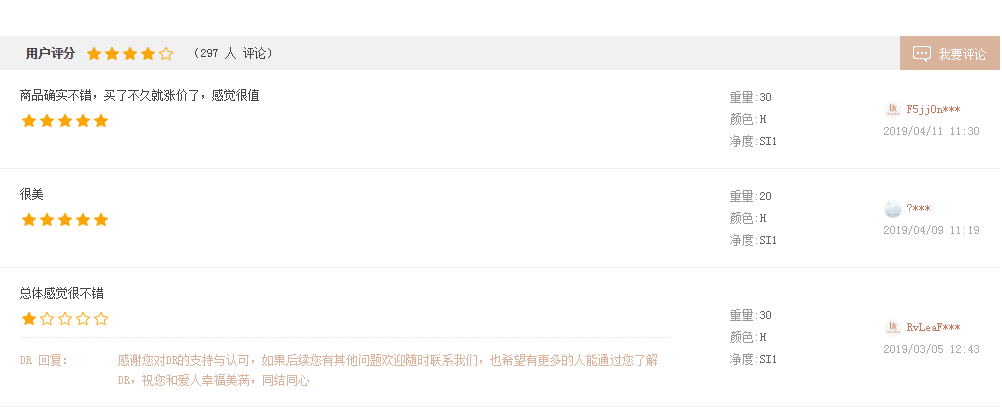 用户评分 (297 人 评论) 我要评论
商品确实不错，买了不久就涨价了，感觉很值
重量:30
颜色:H
净度:SI1
F5jjOn***
2019/04/11 11:30
很美
重量:20
颜色:H
净度:SI1
?***
2019/04/09 11:19
总体感觉很不错
重量:30
颜色:H
净度:SI1
RvLeaF***
2019/03/05 12:43
DR 回复: 感谢您对DR的支持与认可，如果后续您有其他问题欢迎随时联系我们，也希望有更多的人能通过您了解
DR，祝您和爱人幸福美满，同结同心